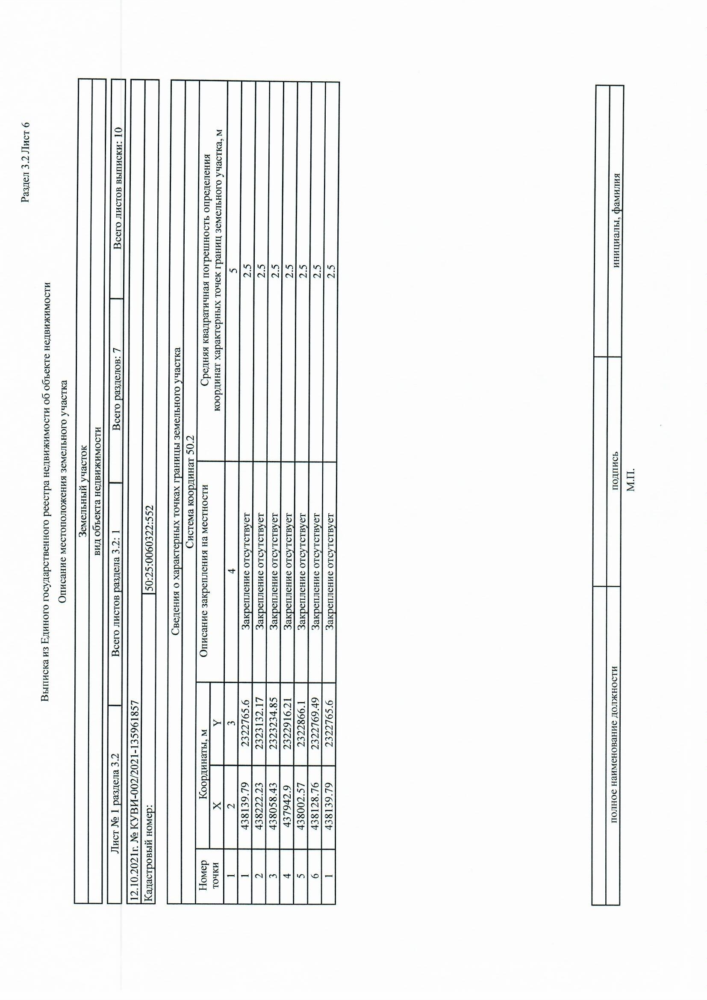 Раздел 3.2 Лист 6
Выписка из Единого государственного реестра недвижимости об объекте недвижимости
Описание местоположения земельного участка
Земельный участок
вид объекта недвижимости
Лист № 1 раздела 3.2 Всего листов раздела 3.2: 1 Всего разделов: 7 Всего листов выписки: 10
12.10.2021г. № КУВИ-002/2021-135961857
Кадастровый номер: 50:25:0060322:552
Сведения о характерных точках границы земельного участка
Система координат 50.2
Номер точки Координаты, м Описание закрепления на местности Средняя квадратичная погрешность определения
координат характерных точек границ земельного участка, м
X Y
1 2 3 4 5
1 438139.79 2322765.6 Закрепление отсутствует 2.5
2 438222.23 2323132.17 Закрепление отсутствует 2.5
3 438058.43 2323234.85 Закрепление отсутствует 2.5
4 437942.9 2322916.21 Закрепление отсутствует 2.5
5 438002.57 2322866.1 Закрепление отсутствует 2.5
6 438128.76 2322769.49 Закрепление отсутствует 2.5
1 438139.79 2322765.6 Закрепление отсутствует 2.5
полное наименование должности подпись инициалы, фамилия
М.П.